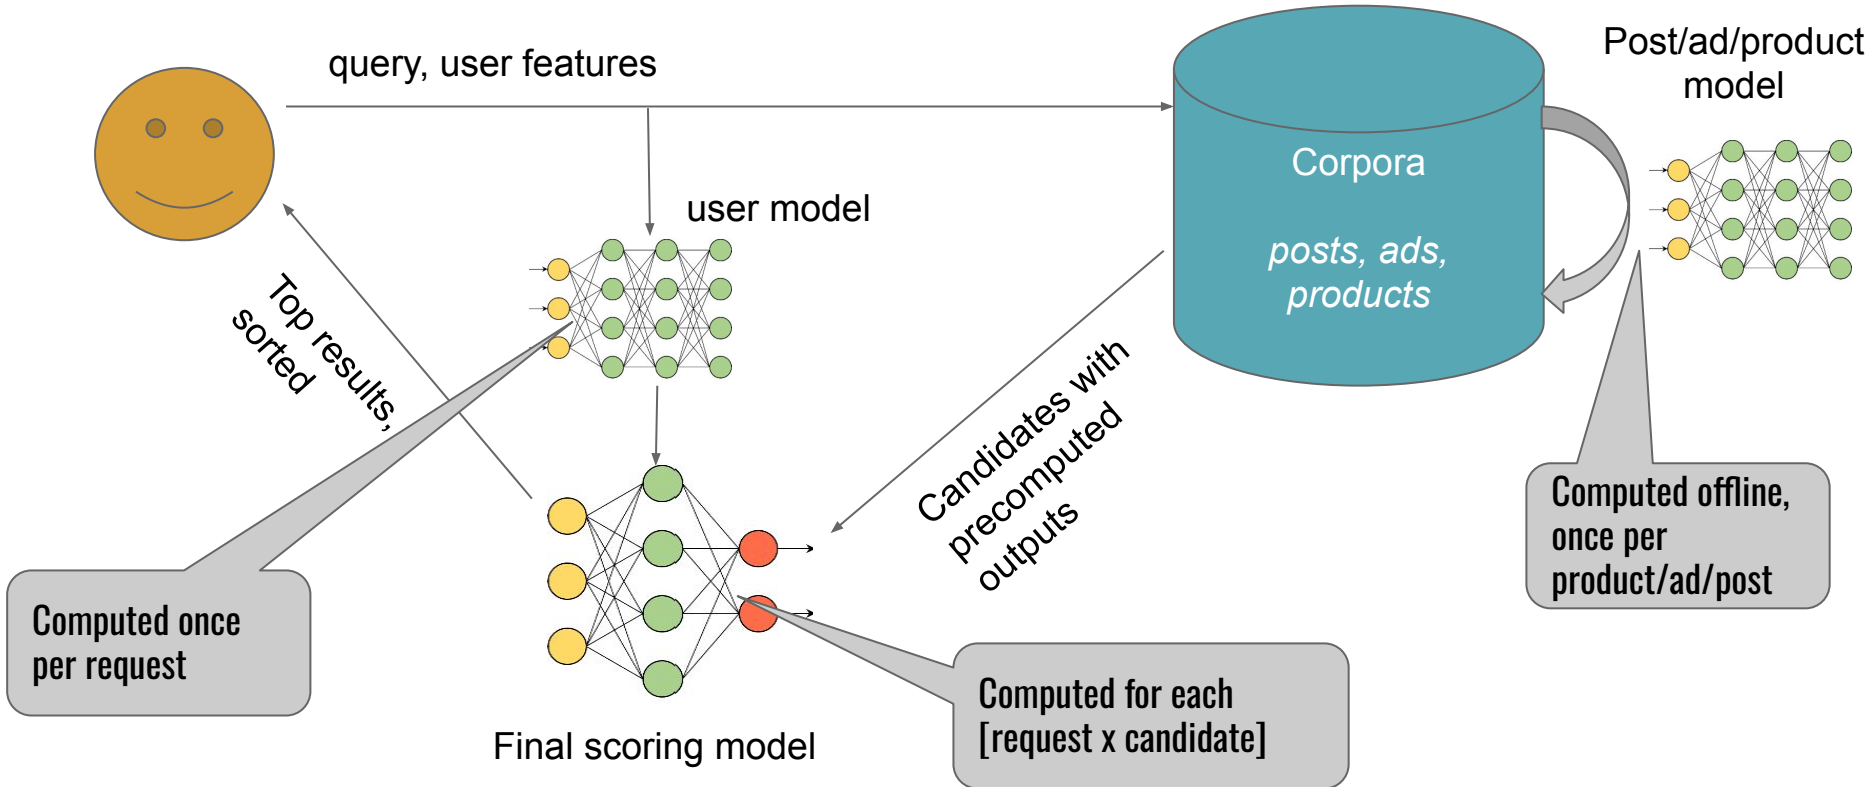 query, user features
Post/ad/product
model
Corpora
posts, ads,
products
user model
Top results,
sorted
Candidates with
precomputed
outputs
Computed offline,
once per
product/ad/post
Computed once
per request
Computed for each
[request x candidate]
Final scoring model